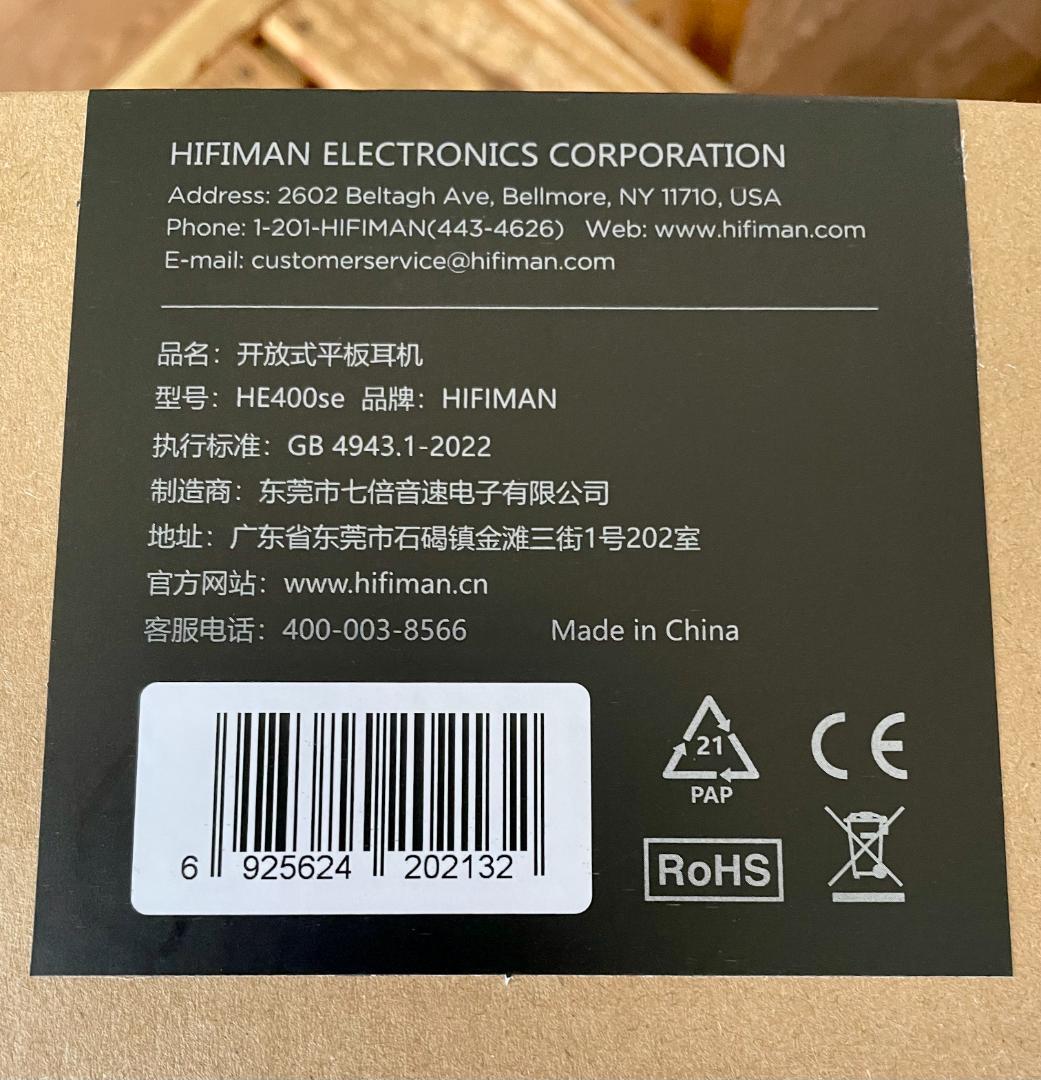 HIFIMAN ELECTRONICS CORPORATION
Address: 2602 Beltagh Ave, Bellmore, NY 11710, USA
Phone: 1-201-HIFIMAN(443-4626) Web: www.hifiman.com
E-mail: customerservice@hifiman.com
品名：开放式平板耳机
型号：HE400se 品牌：HIFIMAN
执行标准：GB 4943.1-2022
制造商：东莞市七倍音速电子有限公司
地址：广东省东莞市石碣镇金滩三街1号202室
官方网站：www.hifiman.cn
客服电话：400-003-8566 Made in China
21
PAP
CE
RoHS
6 925624 202132